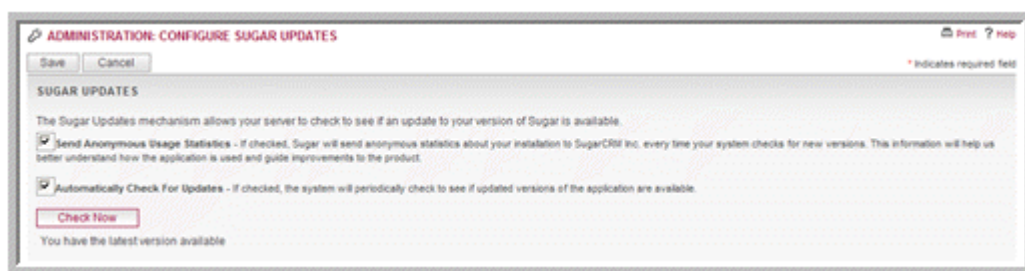 ADMINISTRATION: CONFIGURE SUGAR UPDATES
Print ? Help
Save Cancel
* Indicates required field
SUGAR UPDATES
The Sugar Updates mechanism allows your server to check to see if an update to your version of Sugar is available.
Send Anonymous Usage Statistics - If checked, Sugar will send anonymous statistics about your installation to SugarCRM Inc. every time your system checks for new versions. This information will help us
better understand how the application is used and guide improvements to the product.
Automatically Check For Updates - If checked, the system will periodically check to see if updated versions of the application are available.
Check Now
You have the latest version available